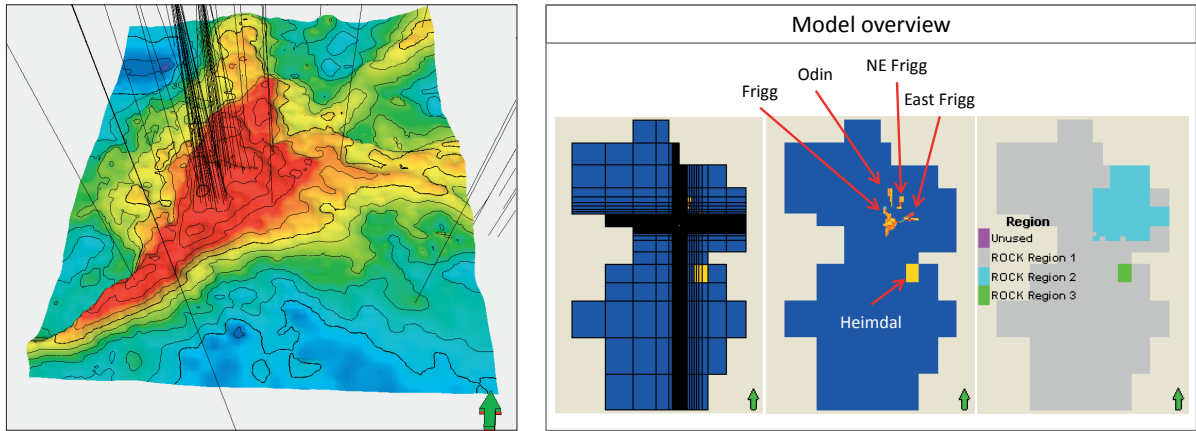 Model overview
NE Frigg
Odin
Frigg
East Frigg
Heimdal
Region
Unused
ROCK Region 1
ROCK Region 2
ROCK Region 3